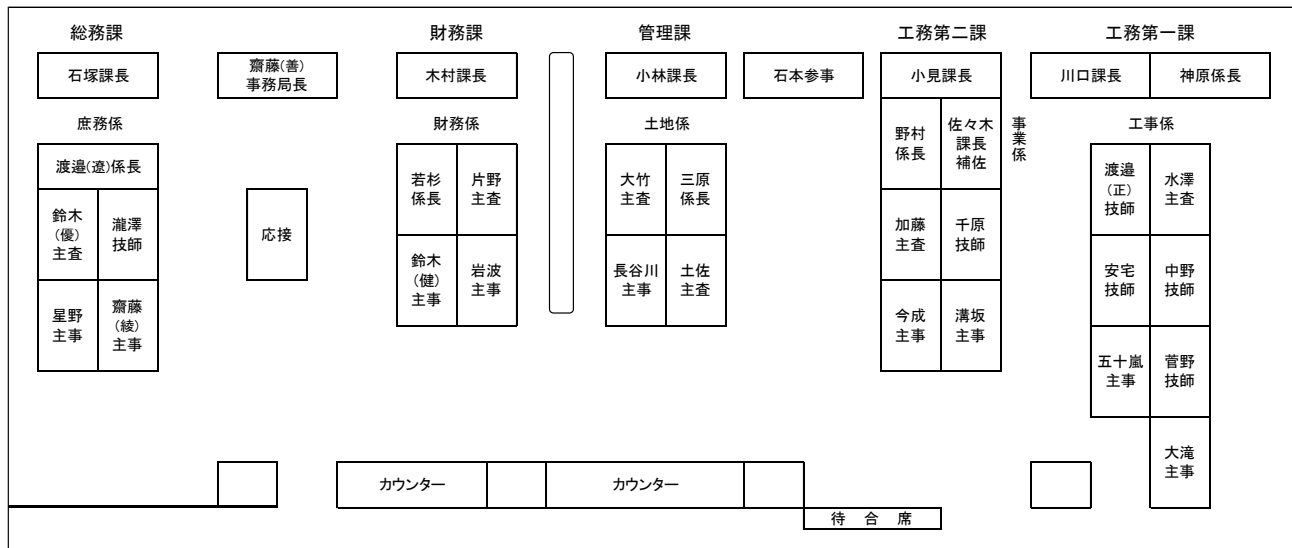 総務課
財務課
管理課
工務第二課
工務第一課
石塚課長
齋藤(善)
事務局長
木村課長
小林課長
石本参事
小見課長
川口課長
神原係長
庶務係
財務係
土地係
事業係
工事係
渡邉(遼)係長
鈴木
(優)
主査
瀧澤
技師
星野
主事
齋藤
(綾)
主事
応接
若杉
係長
片野
主査
鈴木
(健)
主事
岩波
主事
大竹
主査
三原
係長
長谷川
主事
土佐
主査
野村
係長
佐々木
課長
補佐
加藤
主査
千原
技師
今成
主事
溝坂
主事
渡邉
(正)
技師
水澤
主査
安宅
技師
中野
技師
五十嵐
主事
菅野
技師
大滝
主事
カウンター
カウンター
待 合 席